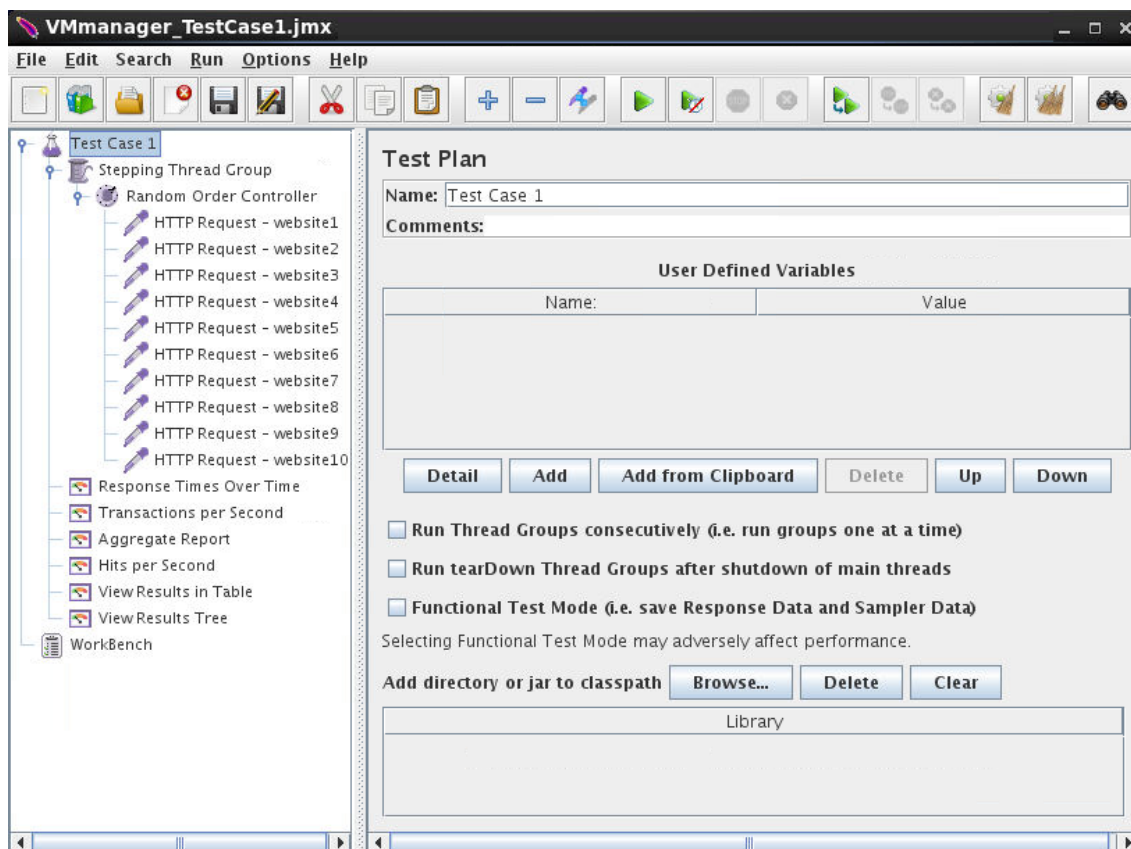 VMmanager_TestCase1.jmx
File Edit Search Run Options Help
Test Case 1
Stepping Thread Group
Random Order Controller
HTTP Request - website1
HTTP Request - website2
HTTP Request - website3
HTTP Request - website4
HTTP Request - website5
HTTP Request - website6
HTTP Request - website7
HTTP Request - website8
HTTP Request - website9
HTTP Request - website10
Response Times Over Time
Transactions per Second
Aggregate Report
Hits per Second
View Results in Table
View Results Tree
WorkBench
Test Plan
Name: Test Case 1
Comments:
User Defined Variables
Name: Value
Detail Add Add from Clipboard Delete Up Down
Run Thread Groups consecutively (i.e. run groups one at a time)
Run tearDown Thread Groups after shutdown of main threads
Functional Test Mode (i.e. save Response Data and Sampler Data)
Selecting Functional Test Mode may adversely affect performance.
Add directory or jar to classpath Browse... Delete Clear
Library